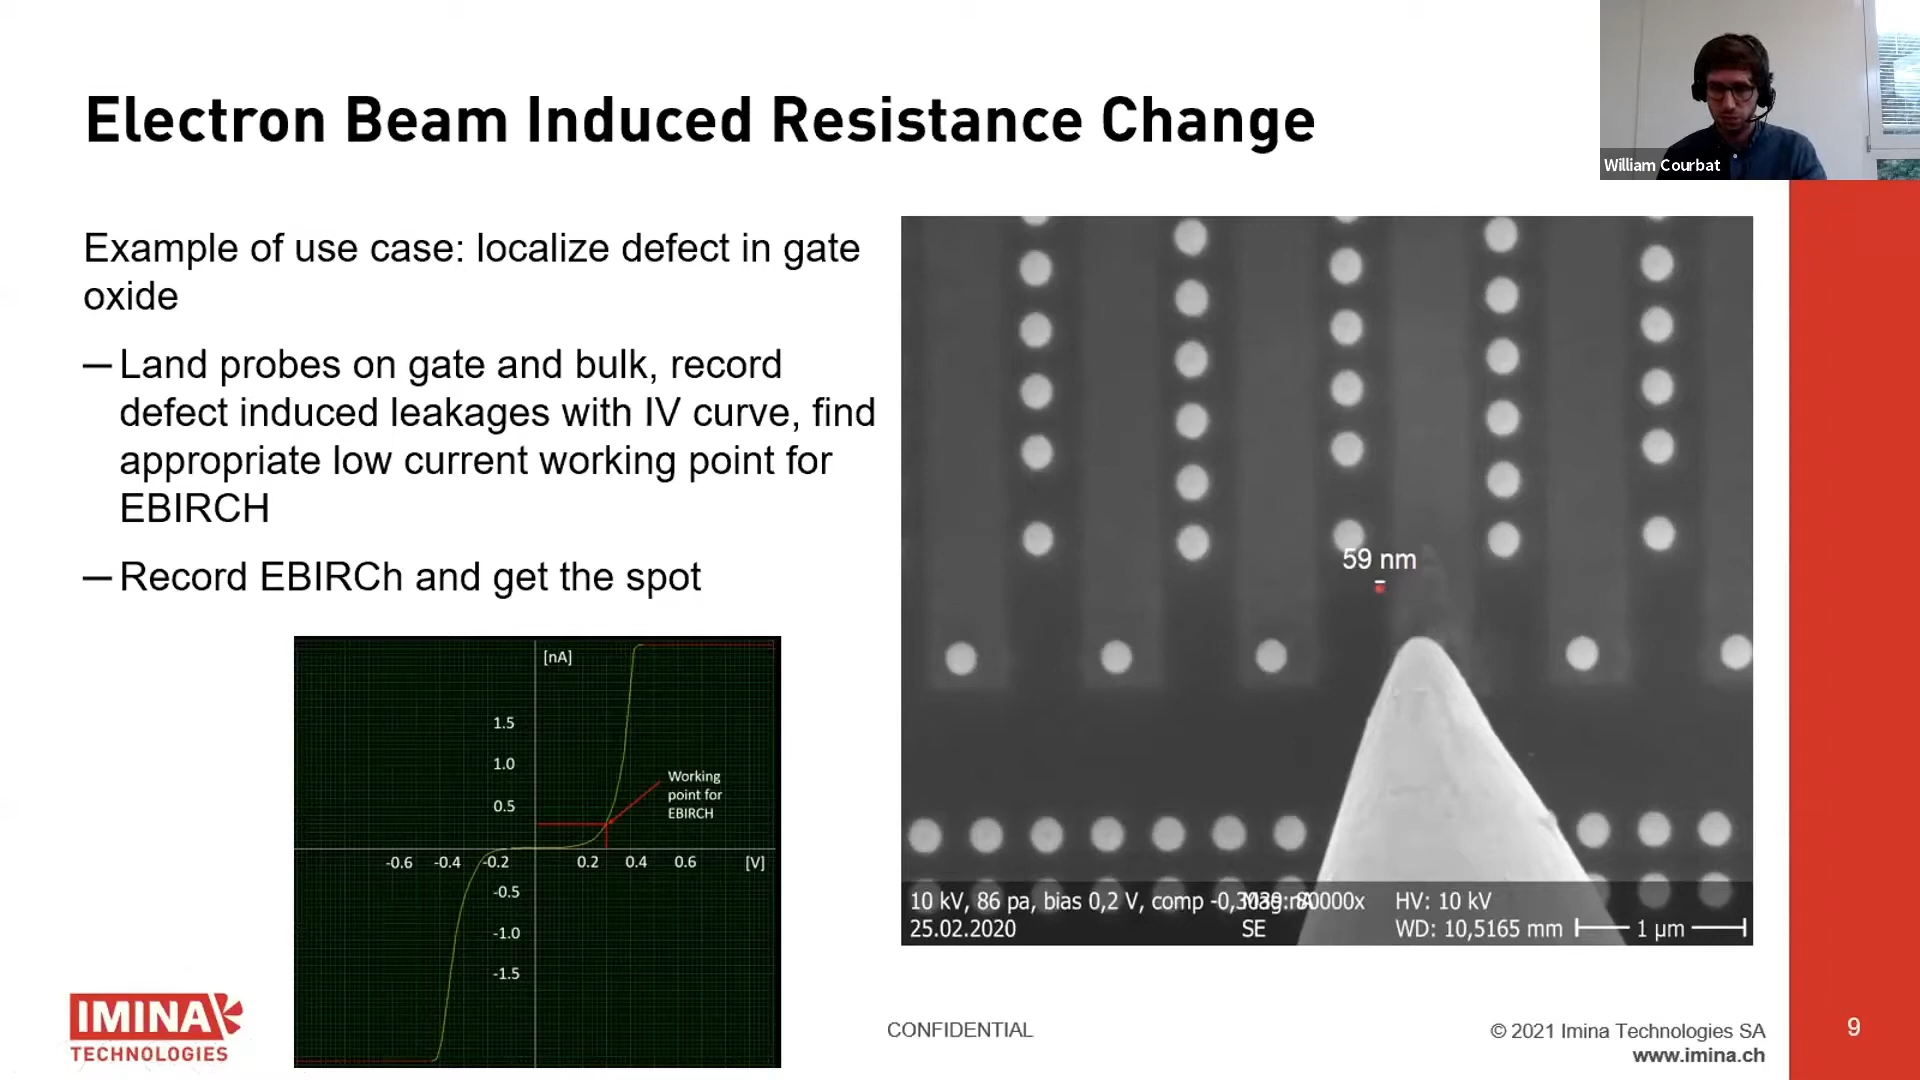 Electron Beam Induced Resistance Change
William Courbat
Example of use case: localize defect in gate
oxide
— Land probes on gate and bulk, record
defect induced leakages with IV curve, find
appropriate low current working point for
EBIRCH
— Record EBIRCh and get the spot
[nA]
1.5
1.0
0.5
Working
point for
EBIRCH
-0.6 -0.4 -0.2 0.2 0.4 0.6 [V]
-0.5
-1.0
-1.5
59 nm
10 kV, 86 pa, bias 0,2 V, comp HV: 10 kV
25.02.2020 SE WD: 10,5165 mm 1 µm
IMINA
TECHNOLOGIES
CONFIDENTIAL
© 2021 Imina Technologies SA
www.imina.ch
9